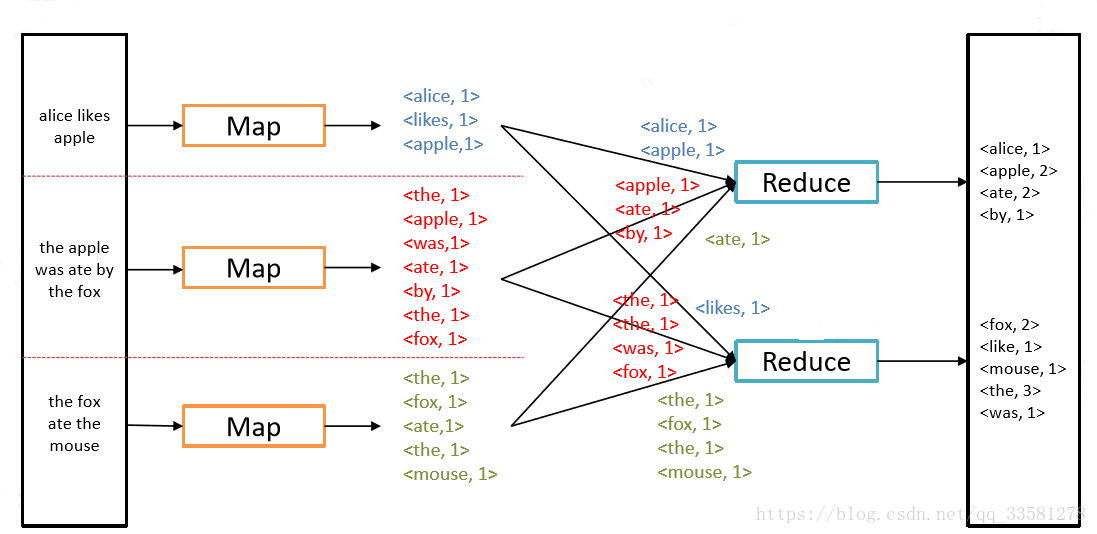 alice likes
apple
Map
<alice, 1>
<likes, 1>
<apple,1>
the apple
was ate by
the fox
Map
<the, 1>
<apple, 1>
<was,1>
<ate, 1>
<by, 1>
<the, 1>
<fox, 1>
the fox
ate the
mouse
Map
<the, 1>
<fox, 1>
<ate,1>
<the, 1>
<mouse, 1>
<alice, 1>
<apple, 1>
<apple, 1>
<ate, 1>
<by, 1>
<ate, 1>
Reduce
<likes, 1>
<the, 1>
<the, 1>
<was, 1>
<fox, 1>
<the, 1>
<fox, 1>
<the, 1>
<mouse, 1>
Reduce
<alice, 1>
<apple, 2>
<ate, 2>
<by, 1>
<fox, 2>
<like, 1>
<mouse, 1>
<the, 3>
<was, 1>
https://blog.csdn.net/qq_33581278